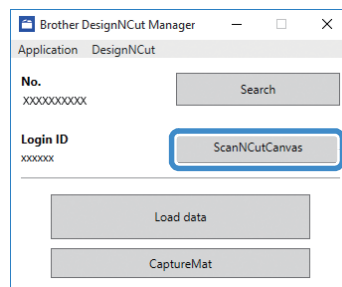 Brother DesignNCut Manager
Application DesignNCut
No.
XXXXXXXXXX
Search
Login ID
xxxxxx
ScanNCutCanvas
Load data
CaptureMat